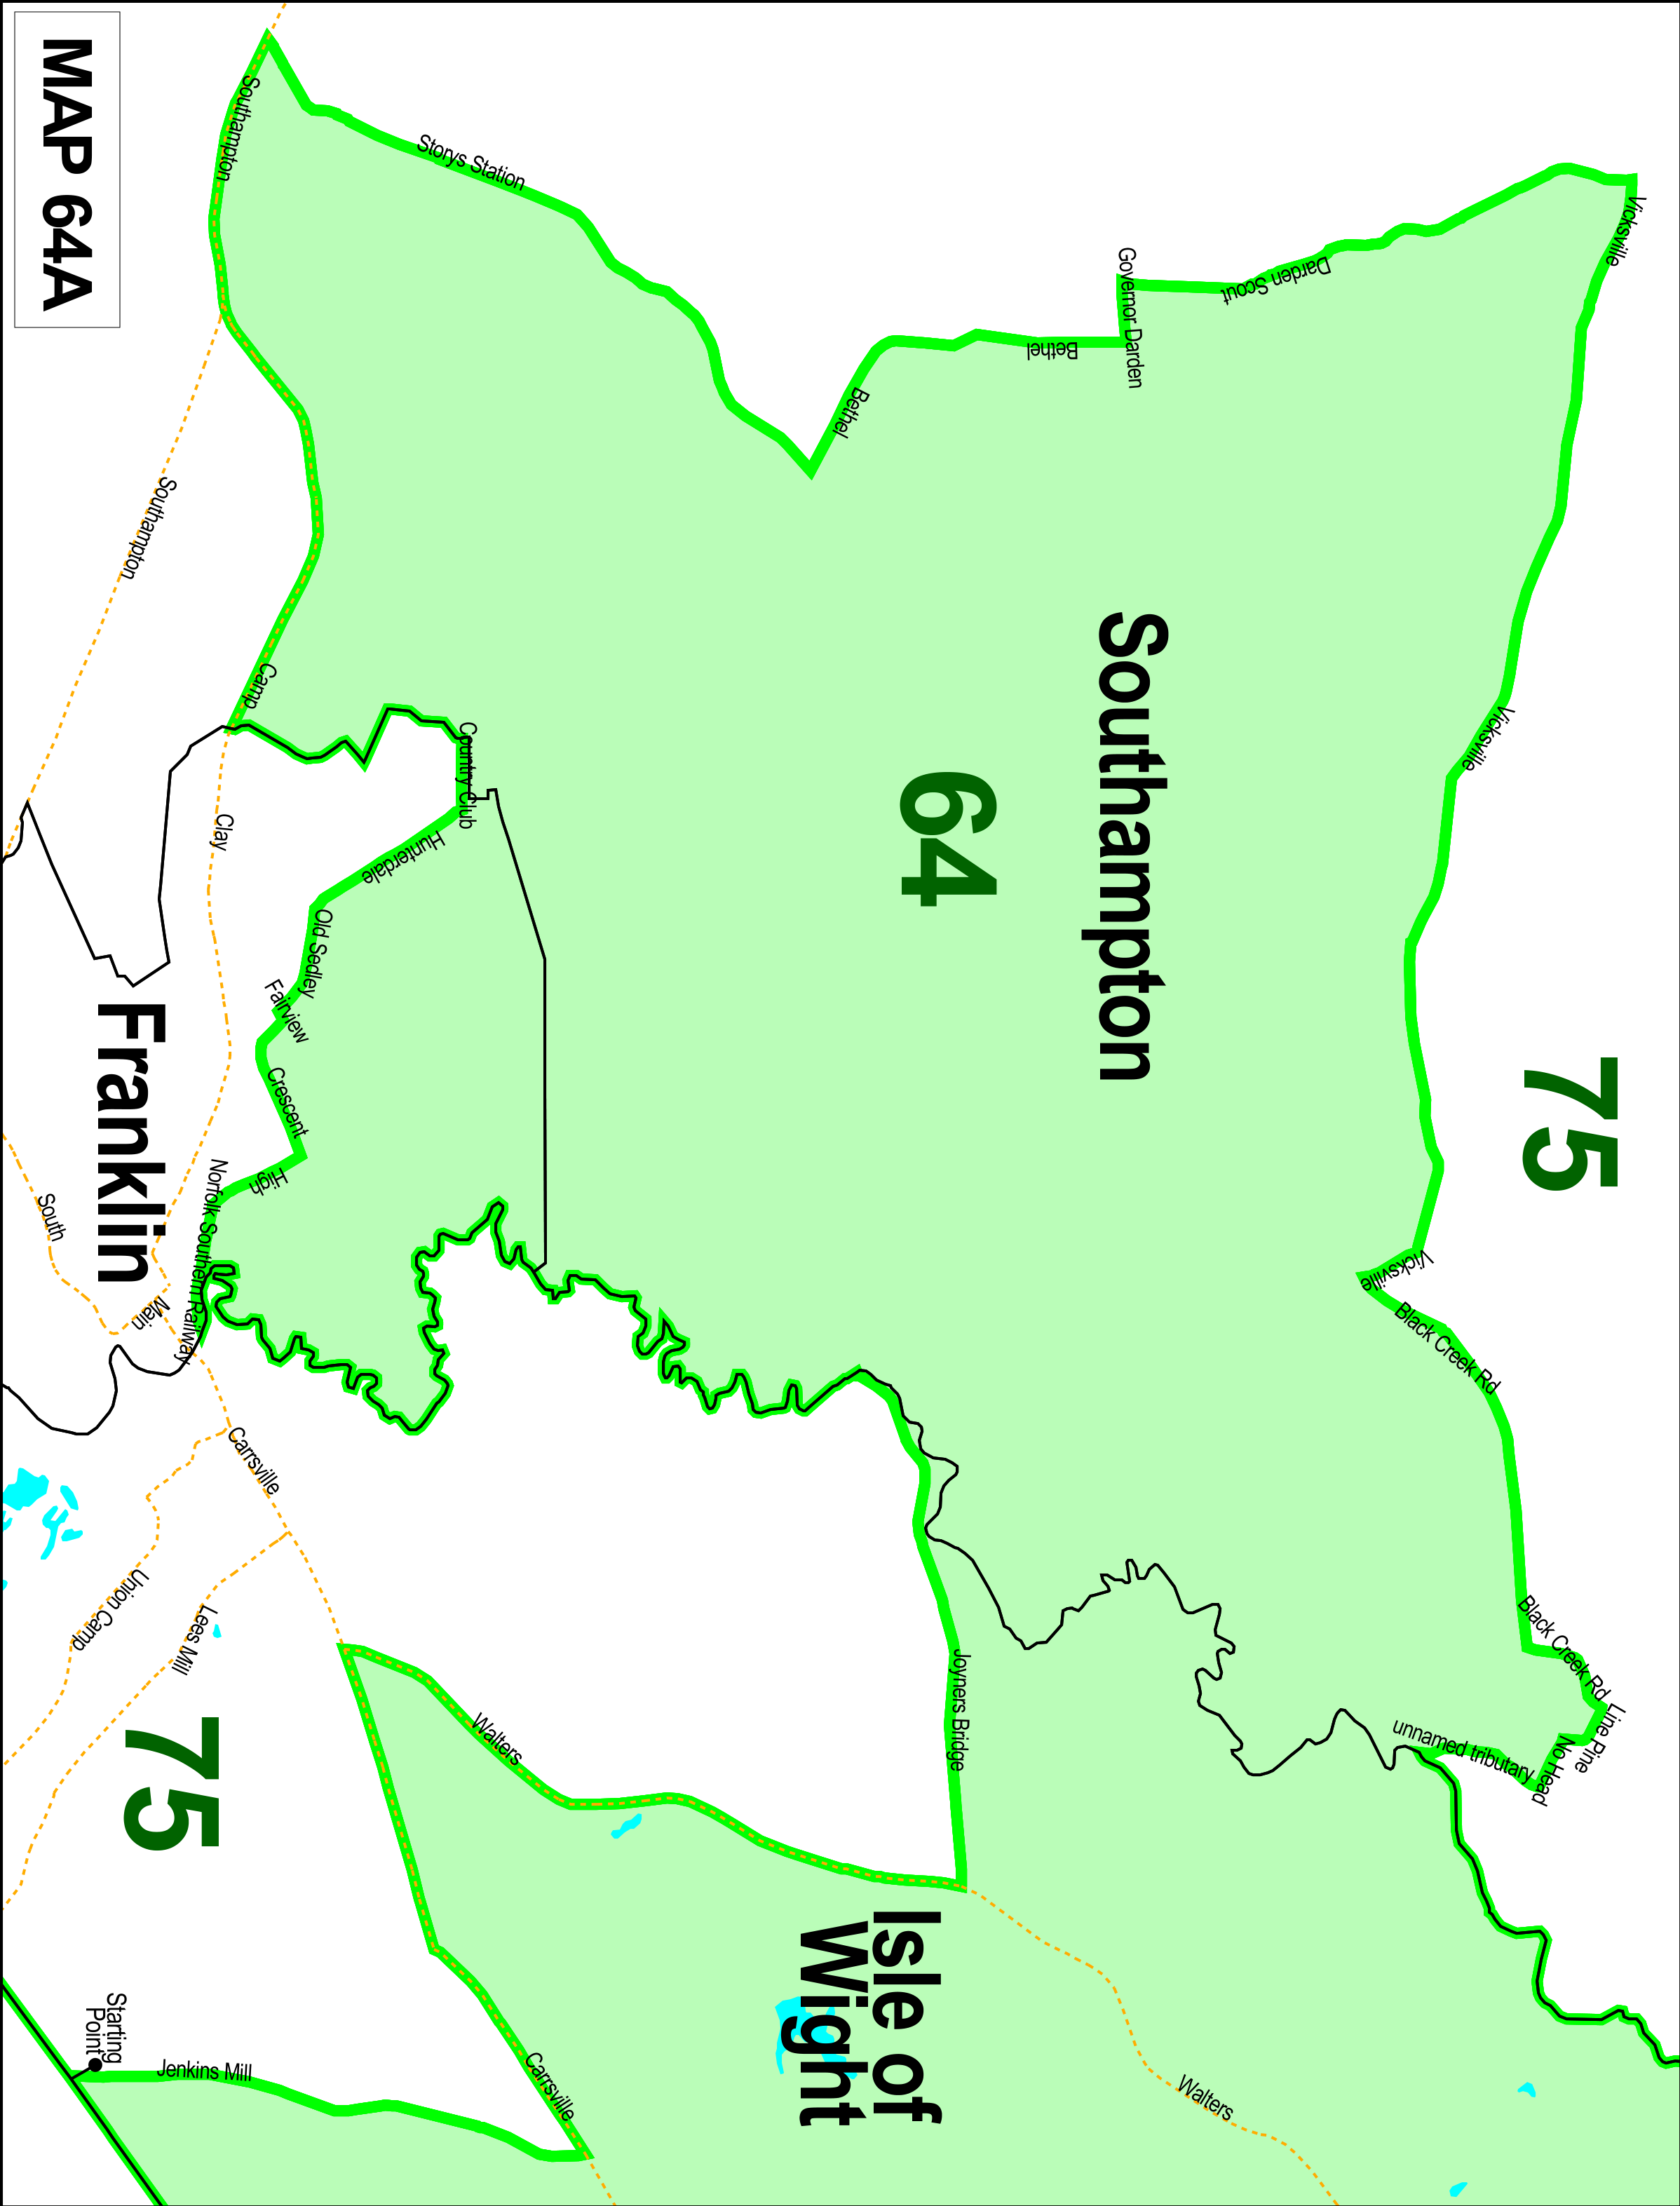 Vicksville
Line Pine
75
Black Creek Rd
No Head
Vicksville
unnamed tributary
Black Creek Rd
Vicksville
Darden Scout
Walters
Governor Darden
Southampton
Bethel
Joyners Bridge
64
Isle of
Wight
Bethel
Carrsville
Walters
Storys Station
Country Club
Hunterdale
Old Sedley
Fairview
Crescent
High
Camp
Carrsville
Southampton
Clay
Norfolk Southern Railway
Jenkins Mill
Lees Mill
75
Main
Southampton
Franklin
Union Camp
Starting
Point
MAP 64A
South